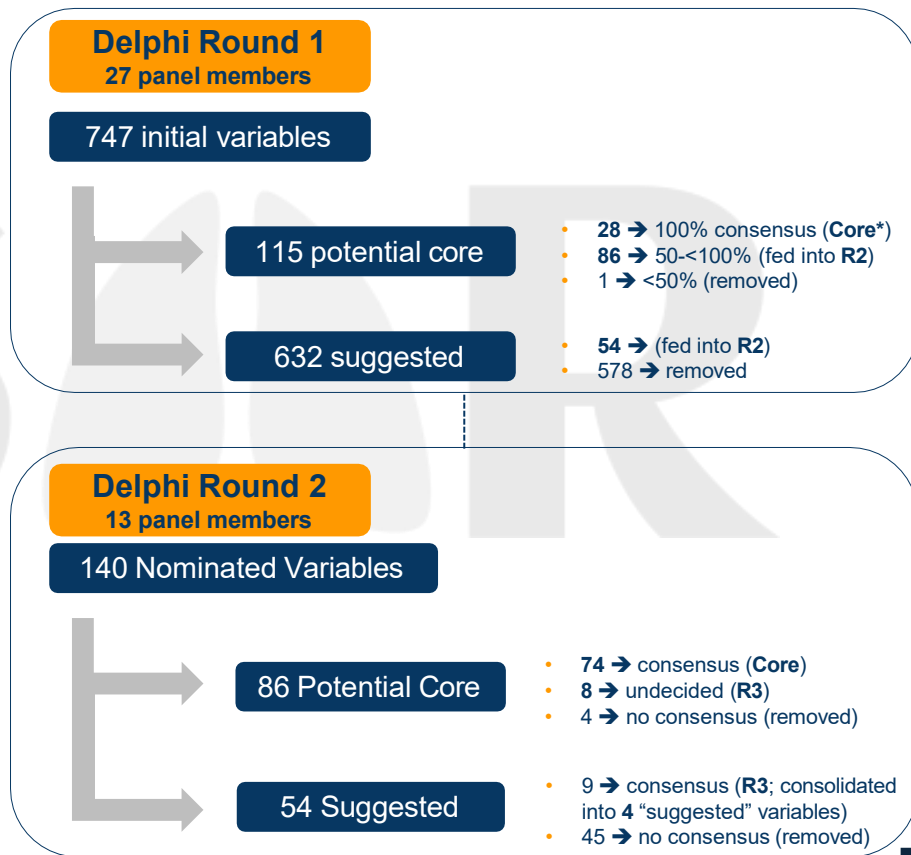 Delphi Round 1
27 panel members
747 initial variables
115 potential core
• 28 ➔ 100% consensus (Core*)
• 86 ➔ 50-<100% (fed into R2)
• 1 ➔ <50% (removed)
632 suggested
• 54 ➔ (fed into R2)
• 578 ➔ removed
R
Delphi Round 2
13 panel members
140 Nominated Variables
86 Potential Core
• 74 ➔ consensus (Core)
• 8 ➔ undecided (R3)
• 4 ➔ no consensus (removed)
54 Suggested
• 9 ➔ consensus (R3; consolidated
into 4 “suggested” variables)
• 45 ➔ no consensus (removed)